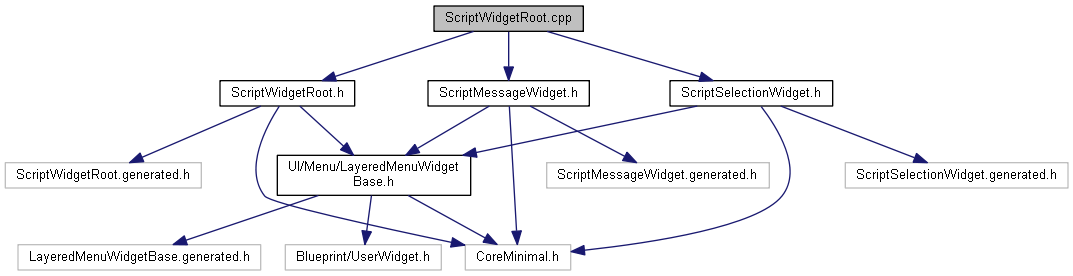 ScriptWidgetRoot.cpp
ScriptWidgetRoot.h
ScriptMessageWidget.h
ScriptSelectionWidget.h
ScriptWidgetRoot.generated.h
UI/Menu/LayeredMenuWidget
Base.h
ScriptMessageWidget.generated.h
ScriptSelectionWidget.generated.h
LayeredMenuWidgetBase.generated.h
Blueprint/UserWidget.h
CoreMinimal.h